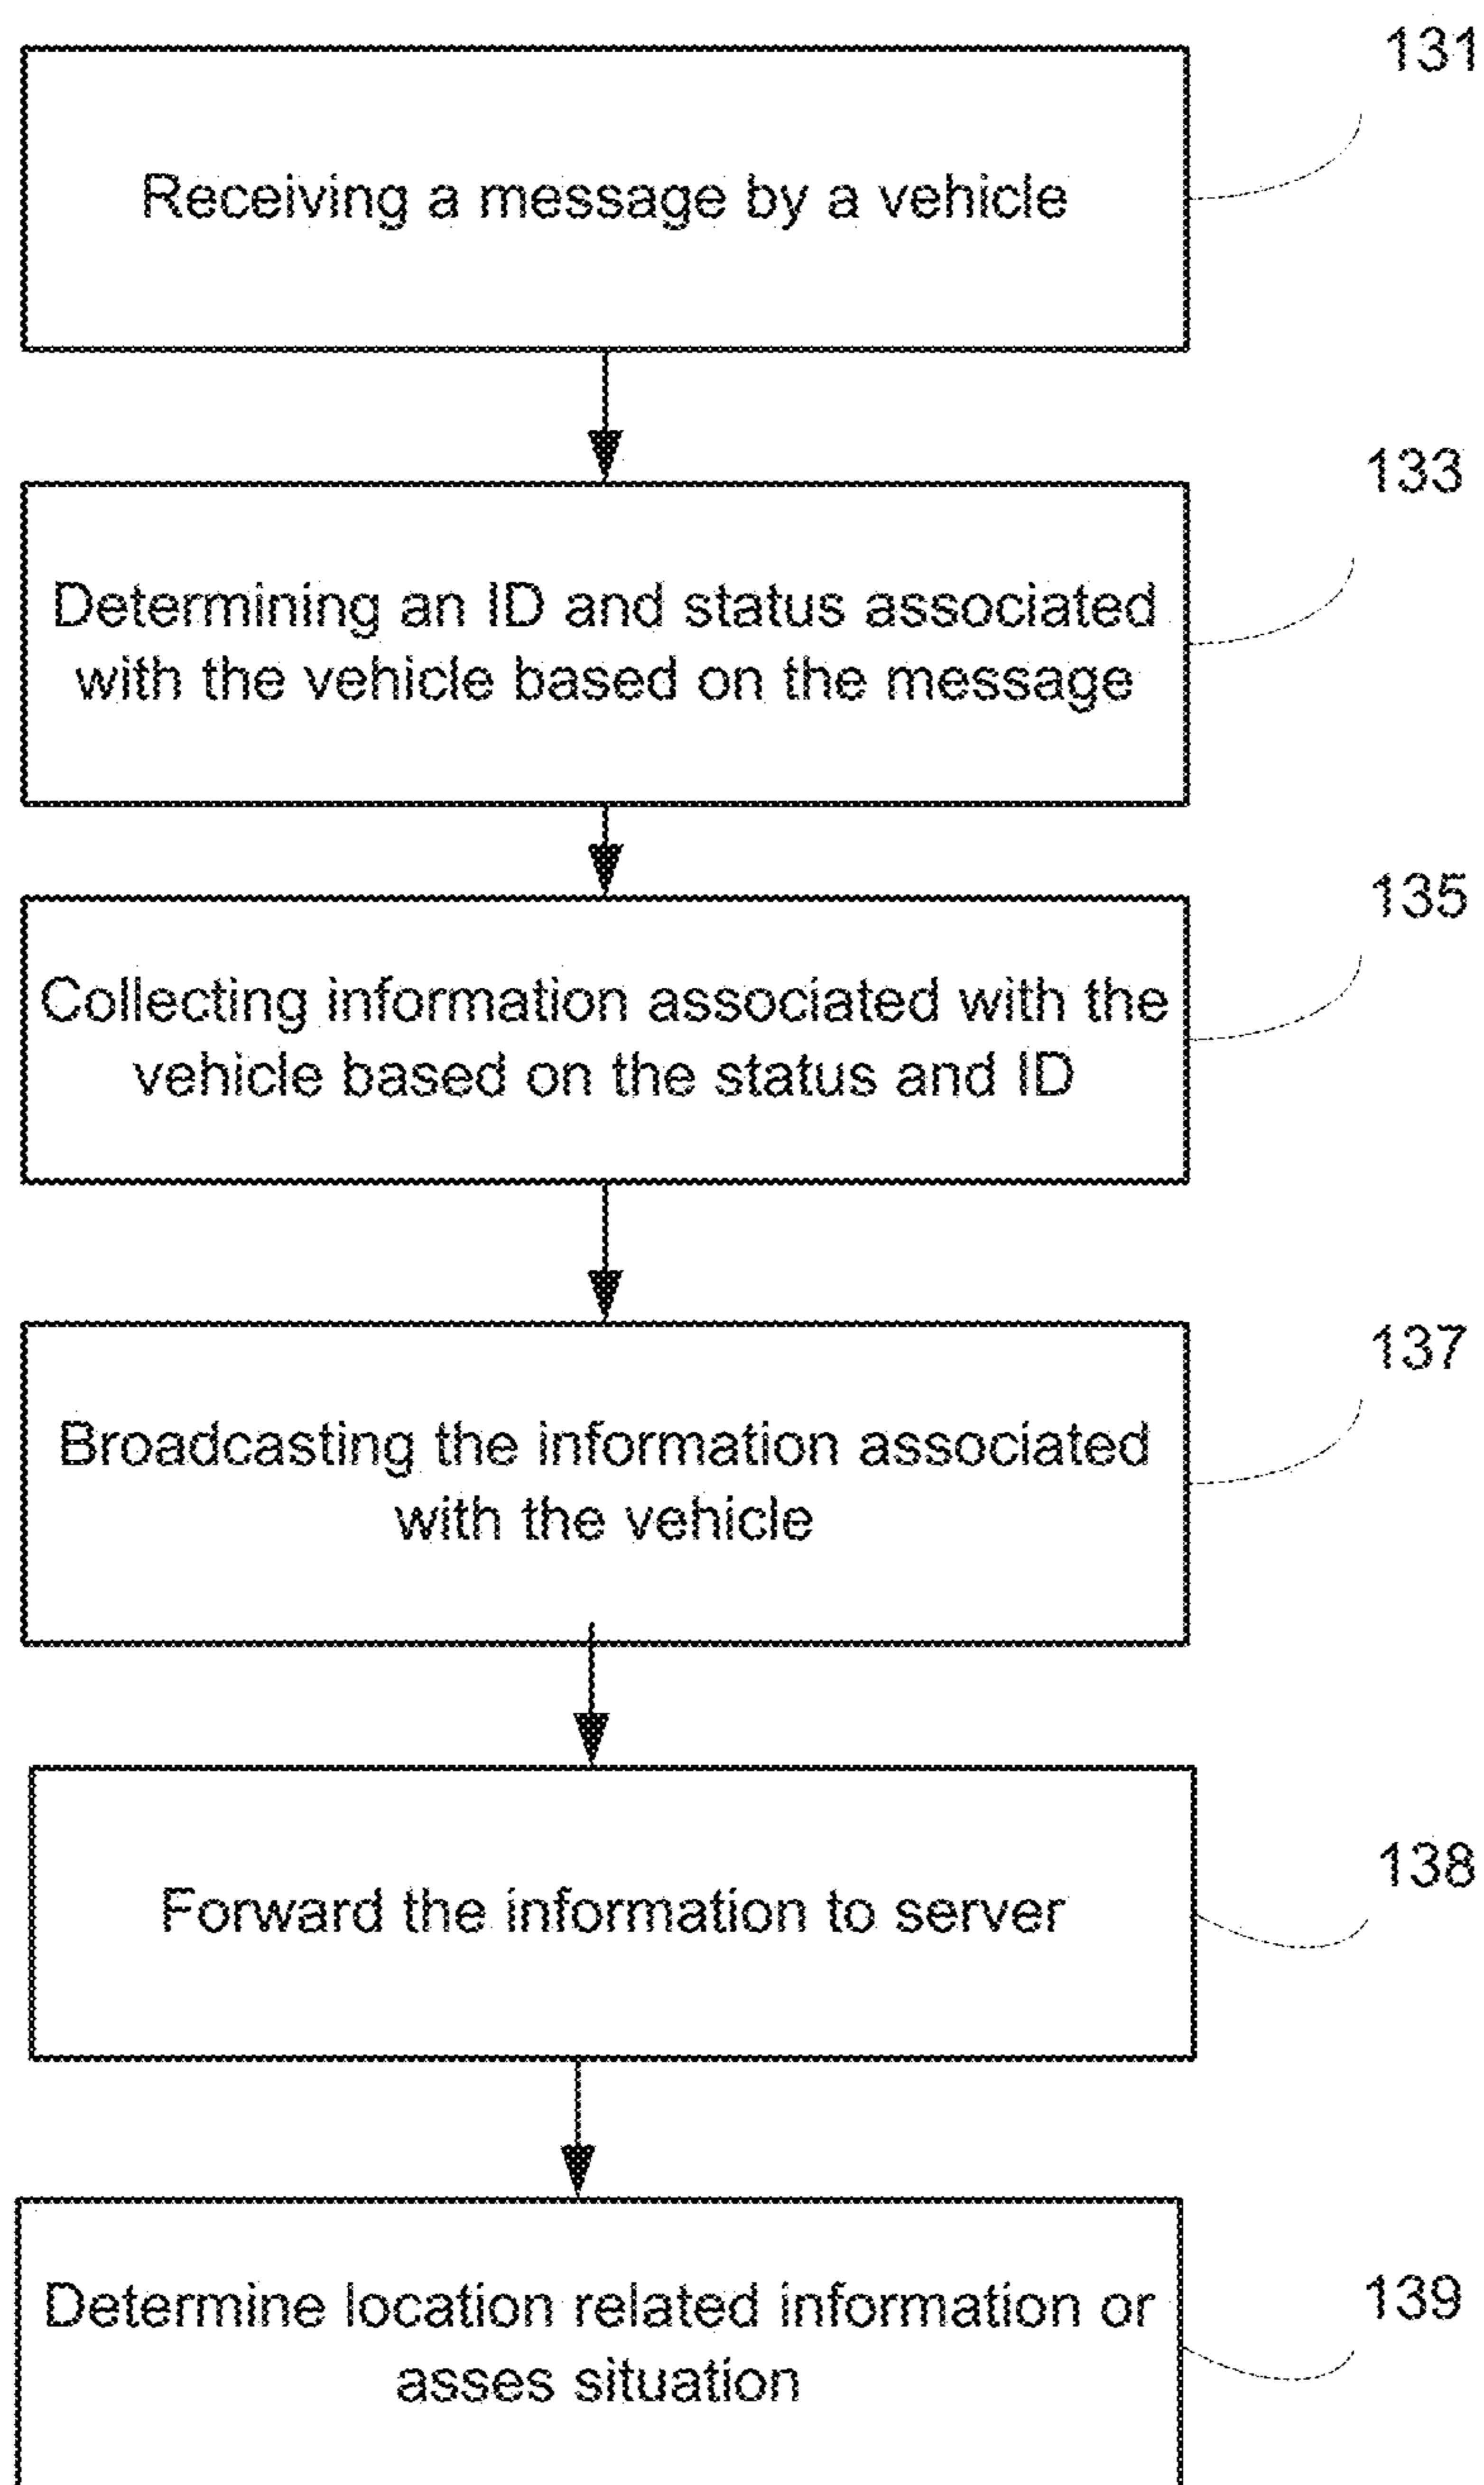 131
Receiving a message by a vehicle
133
Determining an ID and status associated
with the vehicle based on the message
135
Collecting information associated with the
vehicle based on the status and ID
137
Broadcasting the information associated
with the vehicle
138
Forward the information to server
139
Determine location related information or
asses situation